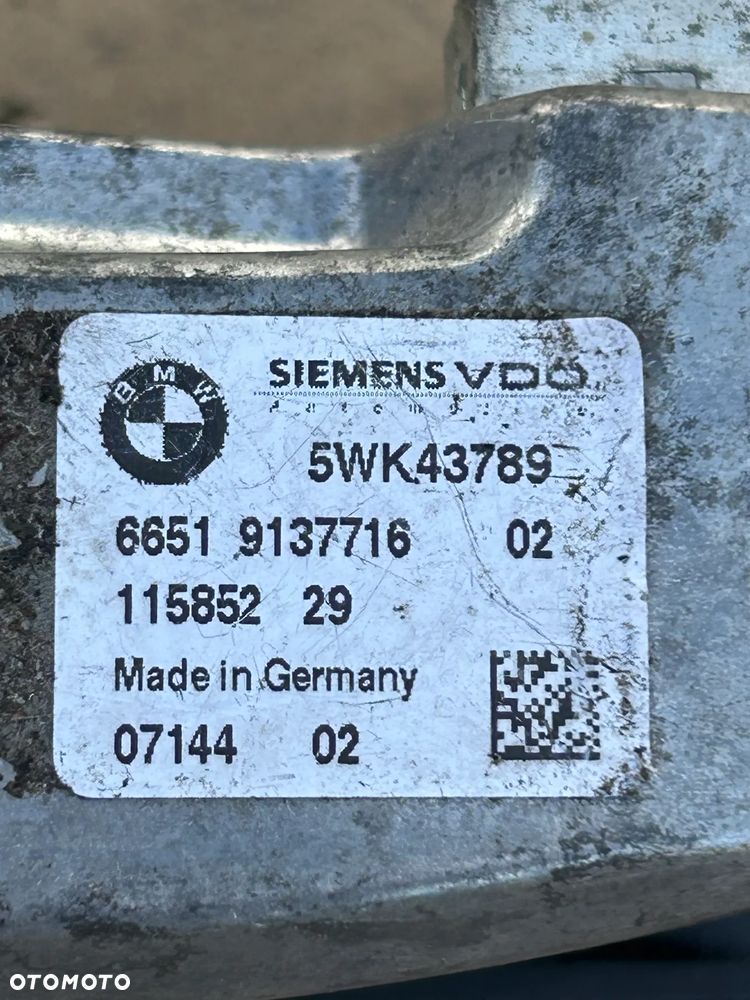 BMW
SIEMENS VDO
5WK43789
6651 9137716 02
115852 29
Made in Germany
07144 02
OTOMOTO